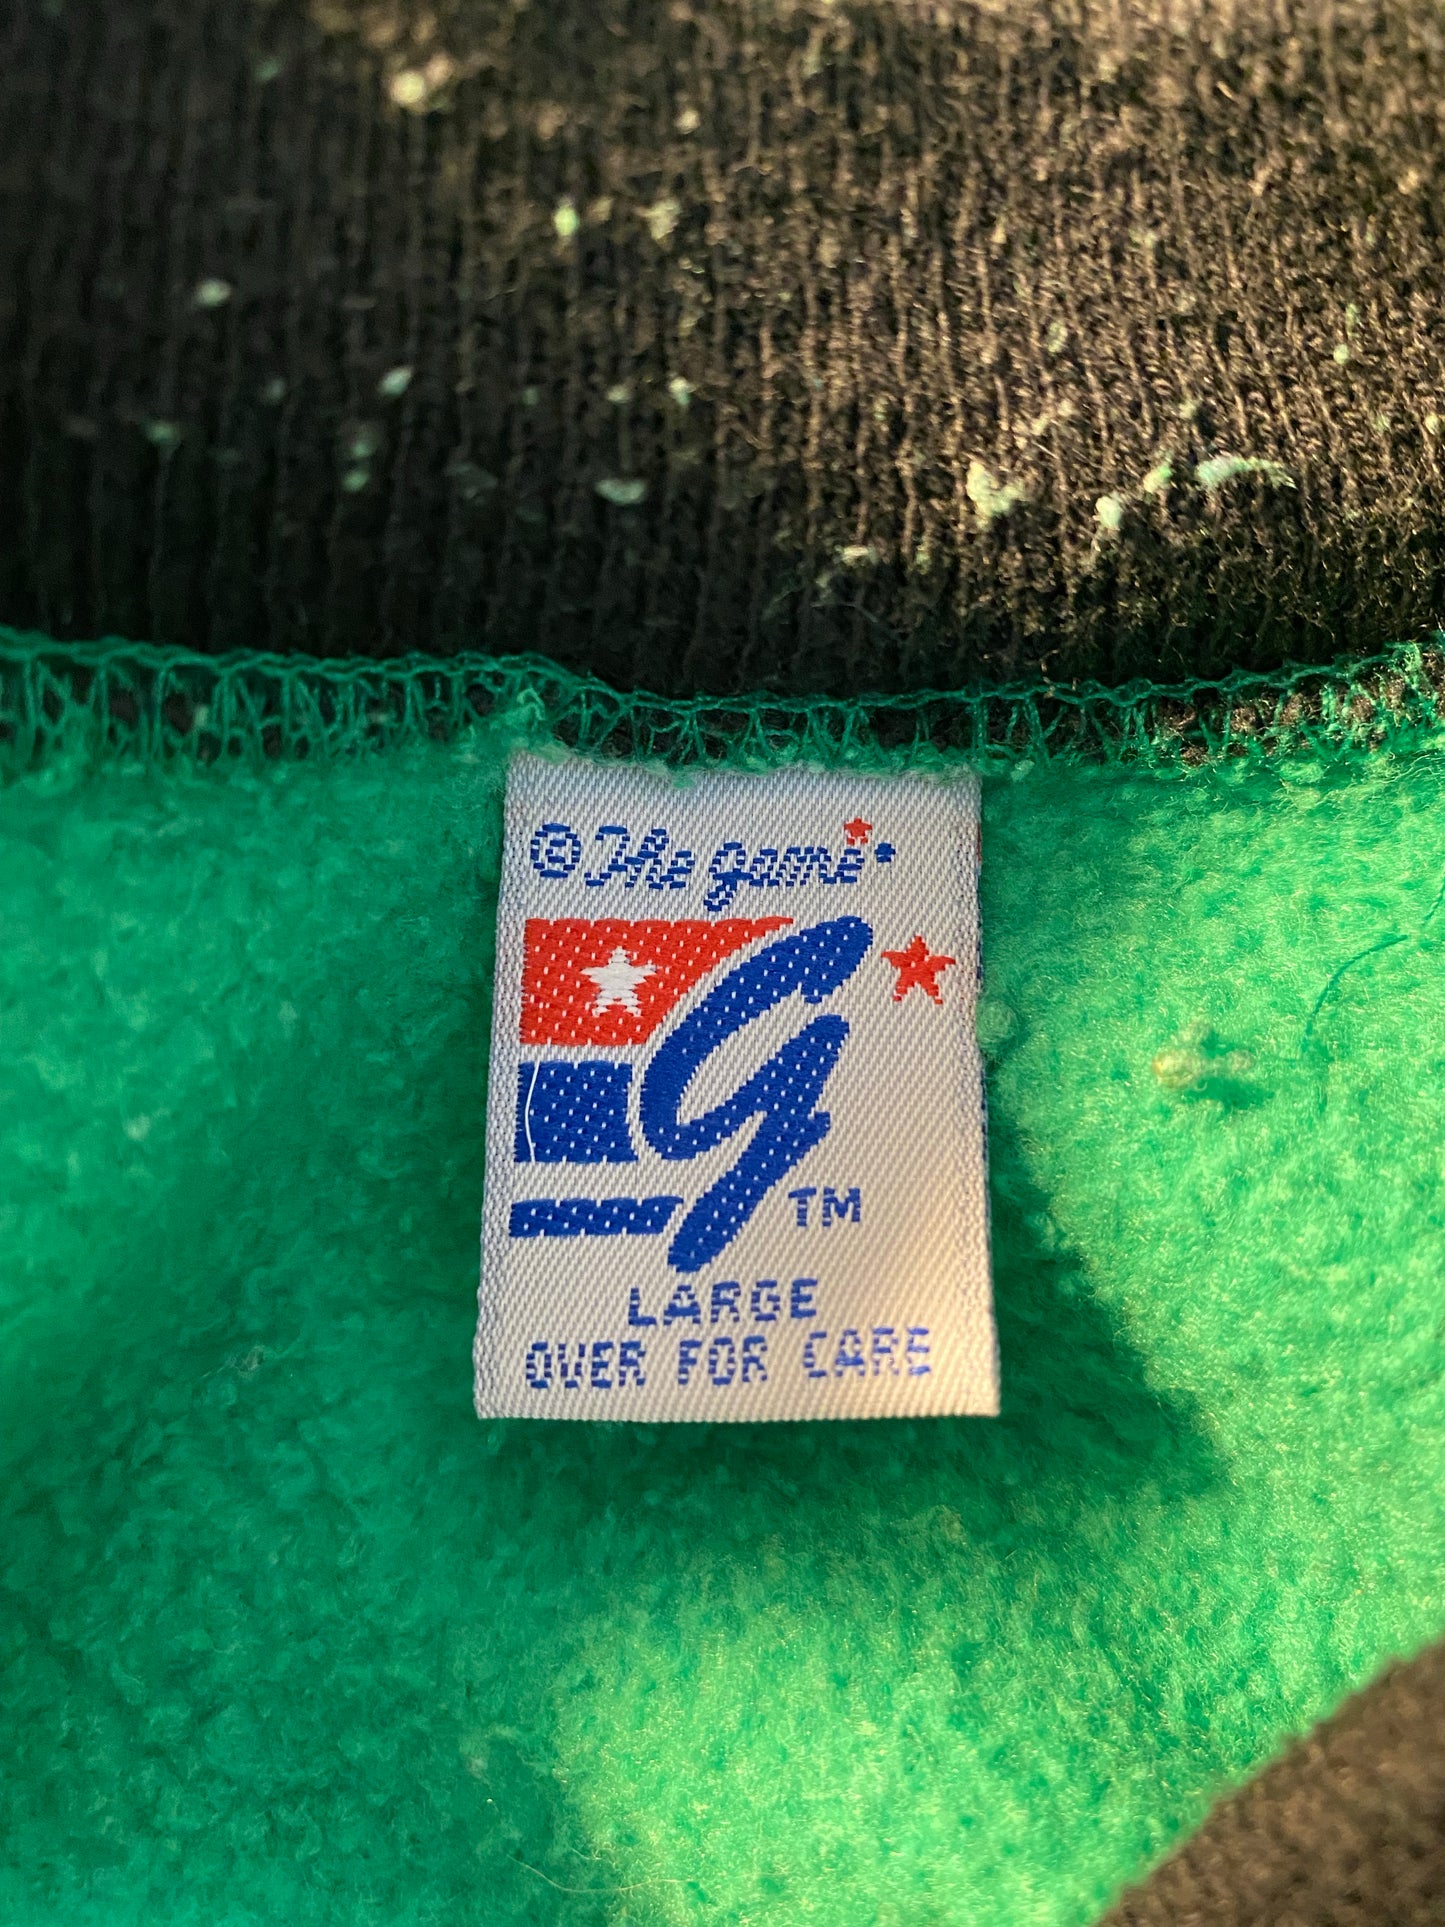 © The game
G
TM
LARGE
OVER FOR CARE